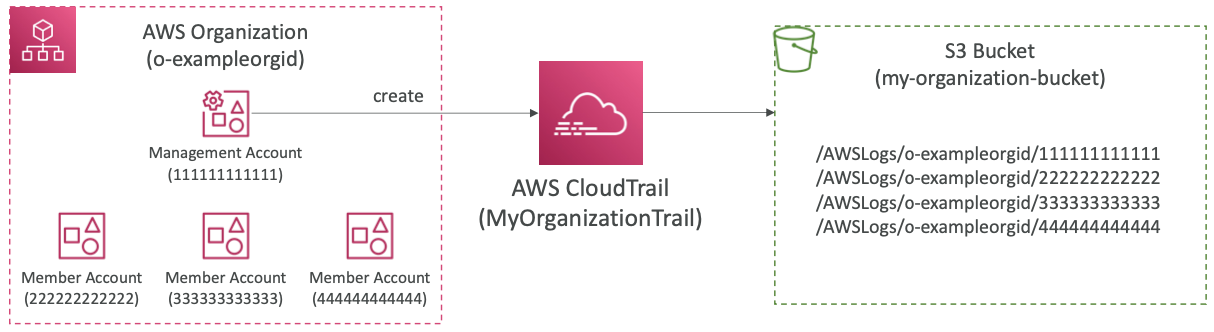 AWS Organization
(o-exampleorgid)
create
Management Account
(111111111111)
Member Account
(222222222222)
Member Account
(333333333333)
Member Account
(444444444444)
AWS CloudTrail
(MyOrganizationTrail)
S3 Bucket
(my-organization-bucket)
/AWSLogs/o-exampleorgid/111111111111
/AWSLogs/o-exampleorgid/222222222222
/AWSLogs/o-exampleorgid/333333333333
/AWSLogs/o-exampleorgid/444444444444